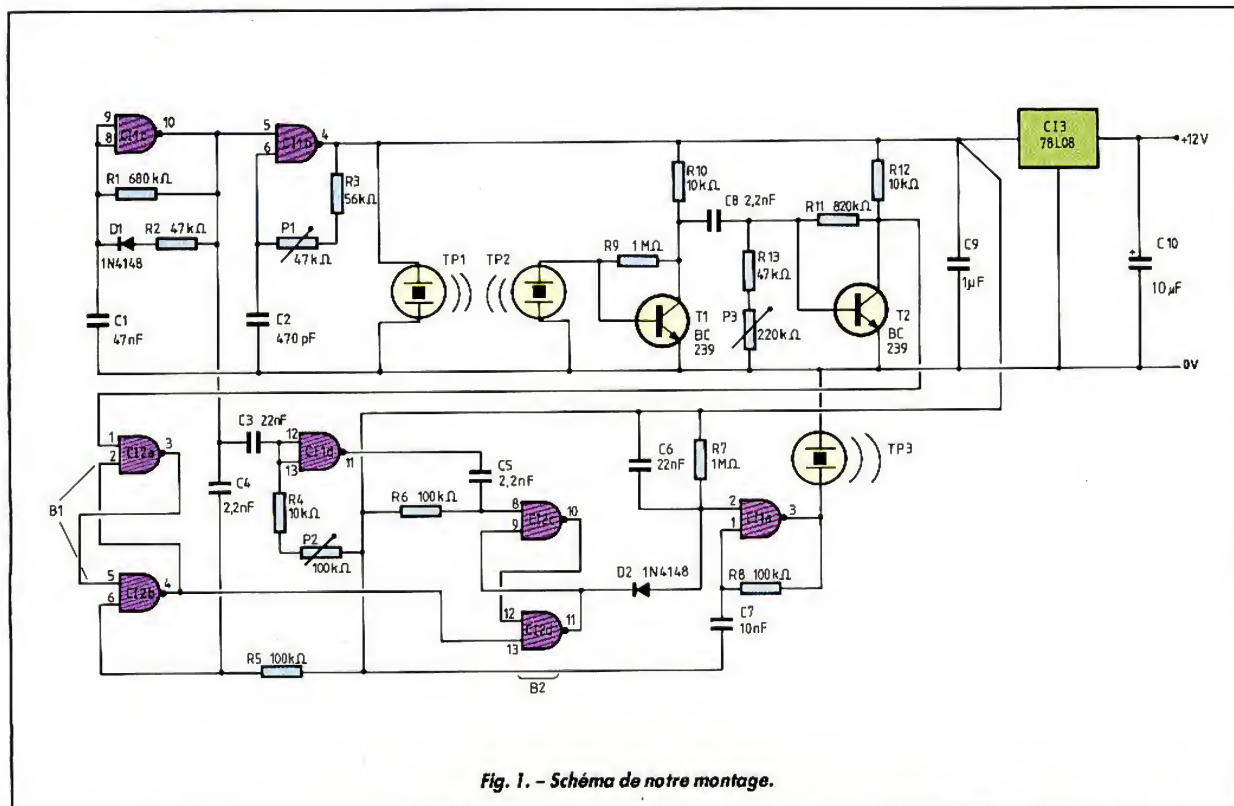 9
8
CI1c
10
R1 680kΩ
D1
R2 47kΩ
1N4148
C1
47nF
5
6
CI1b
4
R3
56kΩ
P1
47kΩ
C2
470pF
TP1
TP2
R10
10kΩ
C8 2,2nF
R9 1MΩ
T1
BC
239
R13
47kΩ
P3
220kΩ
R11 820kΩ
R12
10kΩ
T2
BC
239
C9
1µF
CI3
78L08
+12V
+
C10
10µF
0V
1
2
CI2a
3
B1
5
6
CI2b
4
C4
2,2nF
C3 22nF
12
13
CI1d
11
R4
10kΩ
P2
100kΩ
R5 100kΩ
R6 100kΩ
C5
2,2nF
8
9
CI2c
10
12
13
CI2d
11
B2
C6
22nF
R7
1MΩ
D2 1N4148
2
1
CI1a
3
R8 100kΩ
C7
10nF
TP3
Fig. 1. – Schéma de notre montage.